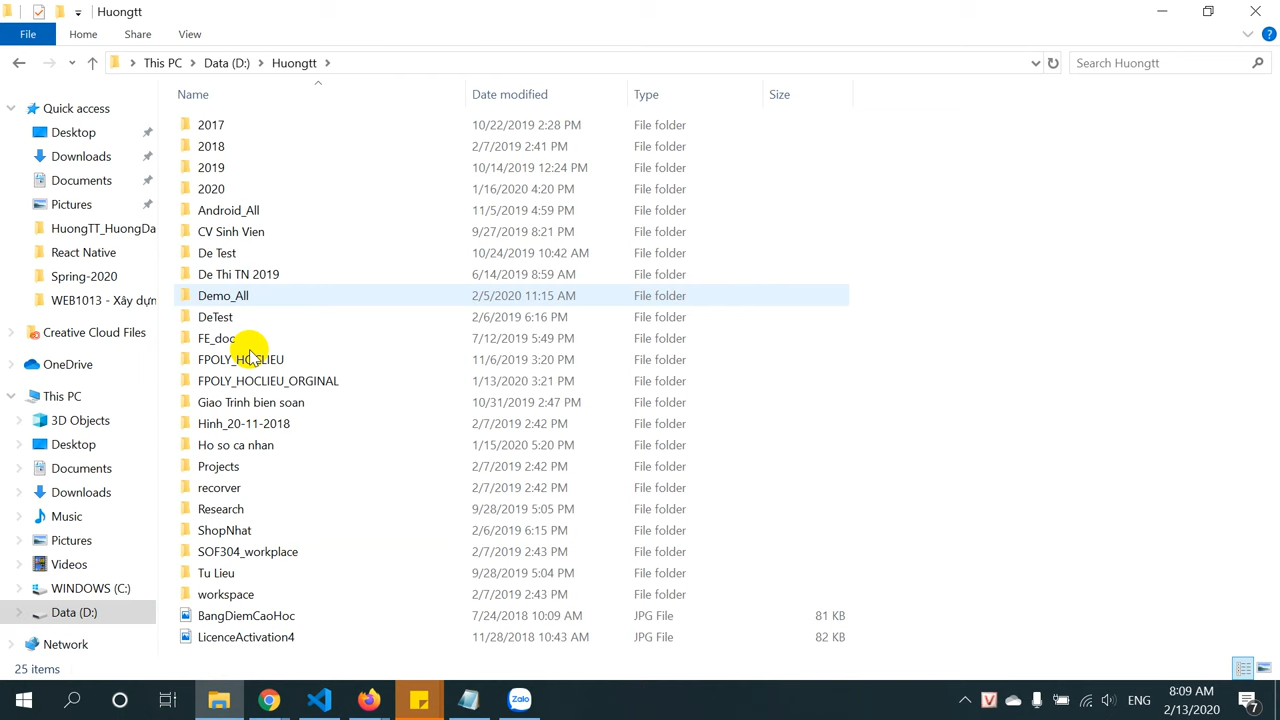 Huongtt
File
Home
Share
View
This PC
Data (D:)
Huongtt
Search Huongtt
Name
Date modified
Type
Size
Quick access
Desktop
Downloads
Documents
Pictures
HuongTT_HuongDa
React Native
Spring-2020
WEB1013 - Xây dựn
Creative Cloud Files
OneDrive
This PC
3D Objects
Desktop
Documents
Downloads
Music
Pictures
Videos
WINDOWS (C:)
Data (D:)
Network
2017 10/22/2019 2:28 PM File folder
2018 2/7/2019 2:41 PM File folder
2019 10/14/2019 12:24 PM File folder
2020 1/16/2020 4:20 PM File folder
Android_All 11/5/2019 4:59 PM File folder
CV Sinh Vien 9/27/2019 8:21 PM File folder
De Test 10/24/2019 10:42 AM File folder
De Thi TN 2019 6/14/2019 8:59 AM File folder
Demo_All 2/5/2020 11:15 AM File folder
DeTest 2/6/2019 6:16 PM File folder
FE_doc 7/12/2019 5:49 PM File folder
FPOLY_HOCLIEU 11/6/2019 3:20 PM File folder
FPOLY_HOCLIEU_ORGINAL 1/13/2020 3:21 PM File folder
Giao Trinh bien soan 10/31/2019 2:47 PM File folder
Hinh_20-11-2018 2/7/2019 2:42 PM File folder
Ho so ca nhan 1/15/2020 5:20 PM File folder
Projects 2/7/2019 2:42 PM File folder
recorver 2/7/2019 2:42 PM File folder
Research 9/28/2019 5:05 PM File folder
ShopNhat 2/6/2019 6:15 PM File folder
SOF304_workplace 2/7/2019 2:43 PM File folder
Tu Lieu 9/28/2019 5:04 PM File folder
workspace 2/7/2019 2:43 PM File folder
BangDiemCaoHoc 7/24/2018 10:09 AM JPG File 81 KB
LicenceActivation4 11/28/2018 10:43 AM JPG File 82 KB
25 items
Zalo
V
ENG
8:09 AM
2/13/2020
7